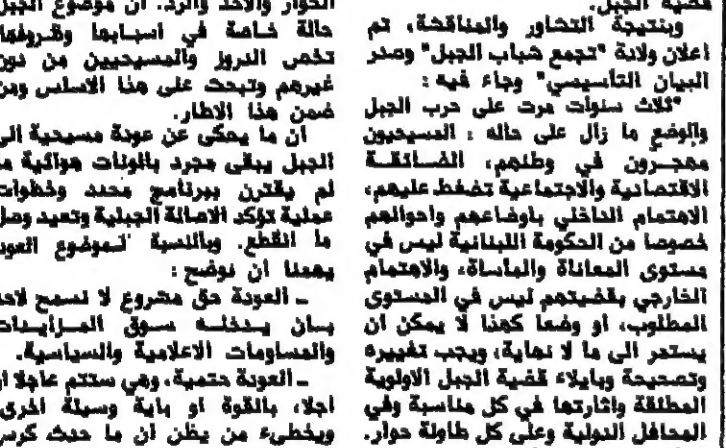 قضية الجبل.
وبنتيجة التشاور والمناقشة، تم
اعلان ولادة "تجمع شباب الجبل" وصدر
البيان التأسيسي" وجاء فيه :
"ثلاث سنوات مرت على حرب الجبل
والوضع ما زال على حاله : المسيحيون
مهجرون في وطنهم، الضائقة
الاقتصادية والاجتماعية تضغط عليهم،
الاهتمام الداخلي باوضاعهم واحوالهم
خصوصا من الحكومة اللبنانية ليس في
مستوى المعاناة والمأساة، والاهتمام
الخارجي بقضيتهم ليس في المستوى
المطلوب، او وضعا كهذا لا يمكن ان
يستمر الى ما لا نهاية، ويجب تغييره
وتصحيحة وبايلاء قضية الجبل الاولوية
المطلقة واثارتها في كل مناسبة وفي
المحافل الدولية وعلى كل طاولة حوار.
الحوار والاخذ والرد. ان موضوع الجبل
حالة خاصة في اسبابها وظروفها
تخص الدروز والمسيحيين من دون
غيرهم وتبحث على هذا الاساس ومن
ضمن هذا الاطار.
ان ما يحكى عن عودة مسيحية الى
الجبل يبقى مجرد بالونات هوائية ما
لم يقترن ببرنامج محدد وخطوات
عملية تؤكد الاصالة الجبلية وتعيد وصل
ما انقطع. وبالنسبة لموضوع العود
يهمنا ان نوضح :
ـ العودة حق مشروع لا نسمح لاحد
بان يدخله سوق المزايدات
والمساومات الاعلامية والسياسية.
ـ العودة حتمية، وهي ستتم عاجلا او
اجلا، بالقوة او باية وسيلة اخرى،
ويخطيء من يظن ان ما حدث كرس